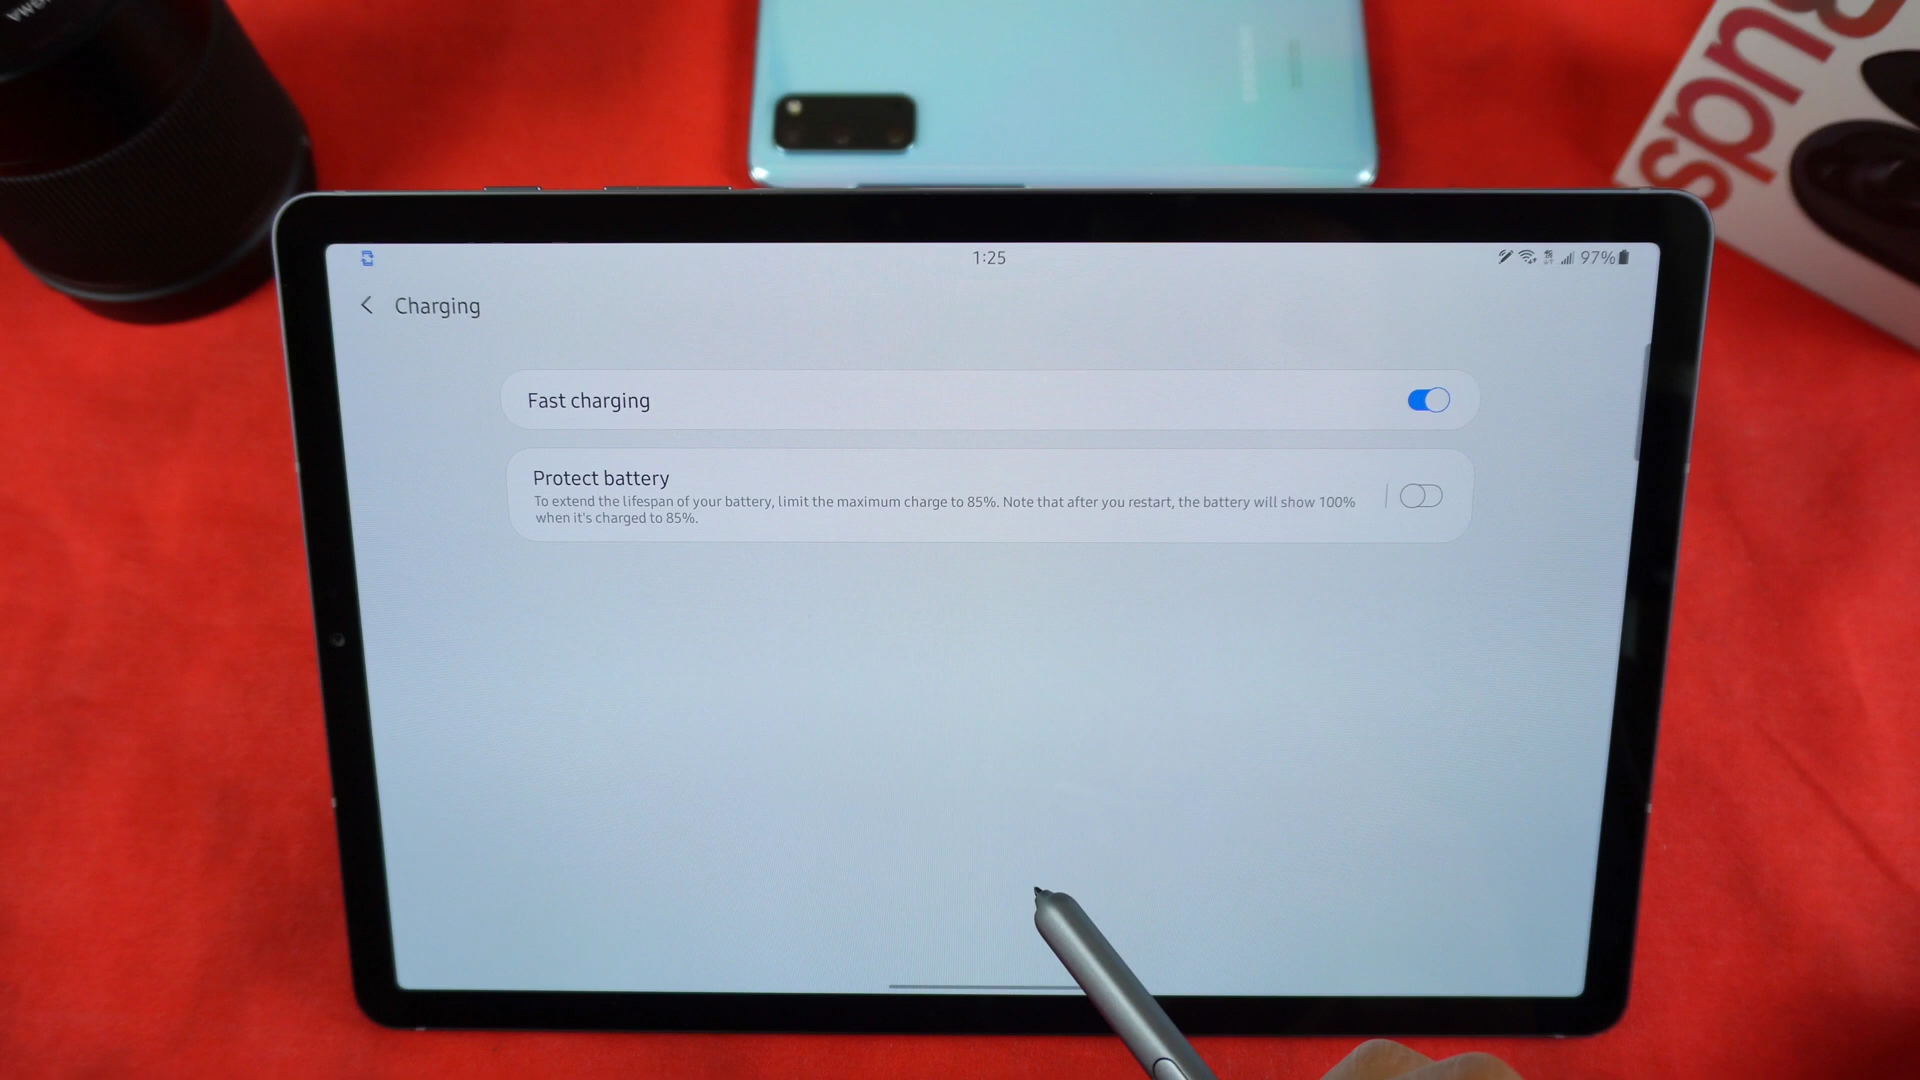 Buds
1:25
97%
Charging
Fast charging
Protect battery
To extend the lifespan of your battery, limit the maximum charge to 85%. Note that after you restart, the battery will show 100%
when it's charged to 85%.